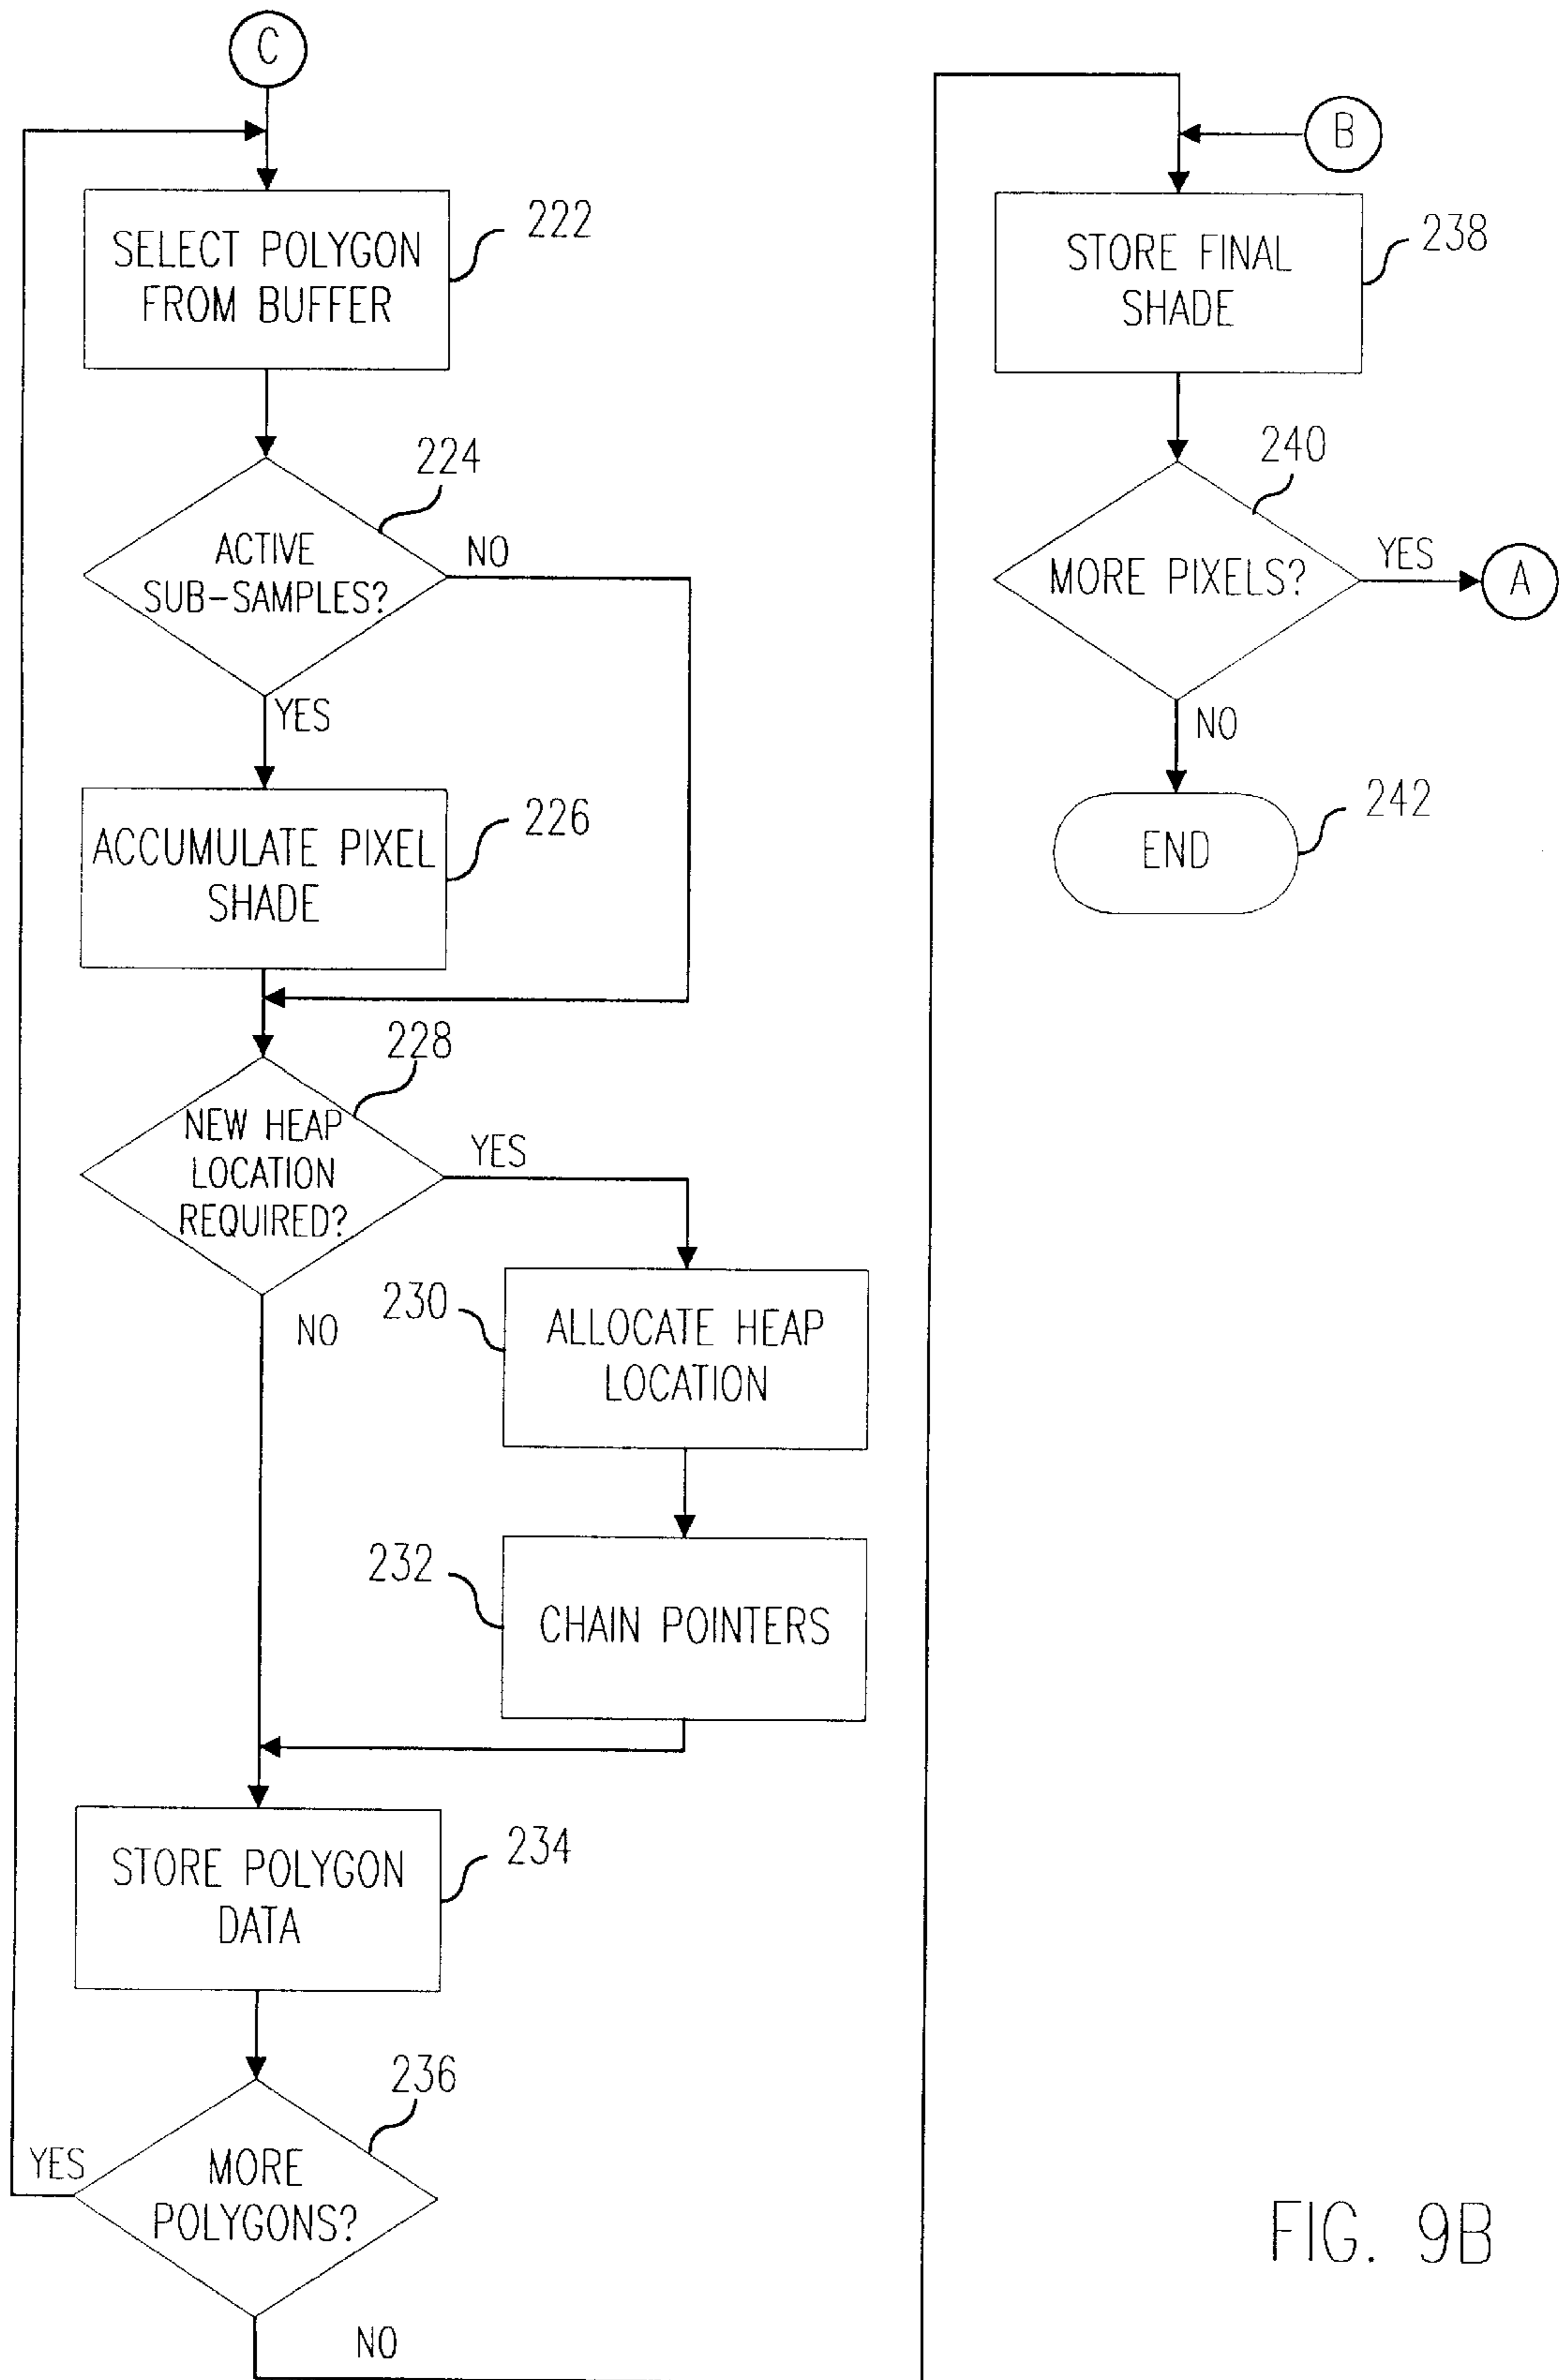 C
SELECT POLYGON
FROM BUFFER
222
ACTIVE
SUB-SAMPLES?
224
NO
YES
ACCUMULATE PIXEL
SHADE
226
NEW HEAP
LOCATION
REQUIRED?
228
YES
NO
230
ALLOCATE HEAP
LOCATION
232
CHAIN POINTERS
STORE POLYGON
DATA
234
MORE
POLYGONS?
236
YES
NO
B
STORE FINAL
SHADE
238
MORE PIXELS?
240
YES
A
NO
END
242
FIG. 9B